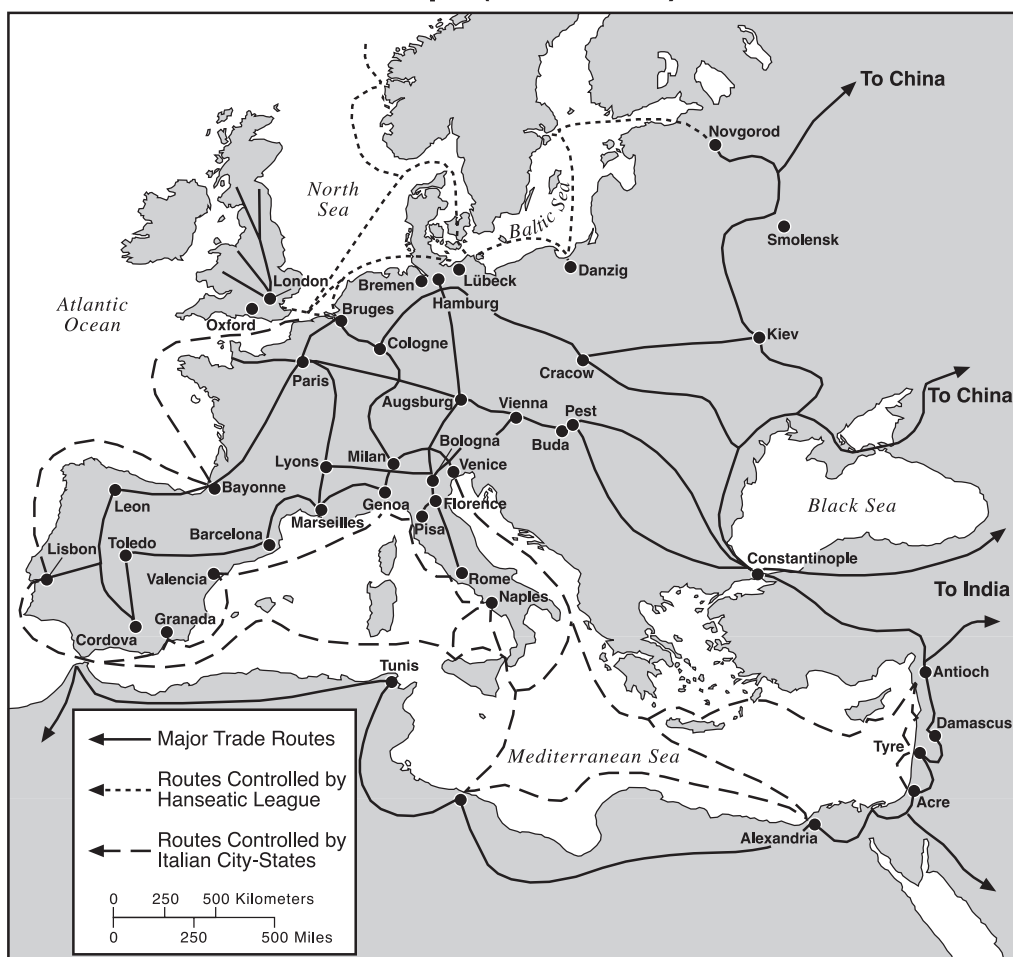 To China
Novgorod
North
Sea
Baltic Sea
Smolensk
London
Bremen
Lübeck
Danzig
Hamburg
Atlantic
Ocean
Oxford
Bruges
Cologne
Kiev
Paris
Cracow
To China
Augsburg
Vienna
Pest
Buda
Bologna
Lyons
Milan
Venice
Leon
Bayonne
Genoa
Florence
Black Sea
Marseilles
Pisa
Barcelona
Toledo
Lisbon
Constantinople
Valencia
Rome
To India
Naples
Granada
Cordova
Tunis
Antioch
Damascus
Tyre
Mediterranean Sea
Acre
Alexandria
Major Trade Routes
Routes Controlled by
Hanseatic League
Routes Controlled by
Italian City-States
0 250 500 Kilometers
0 250 500 Miles